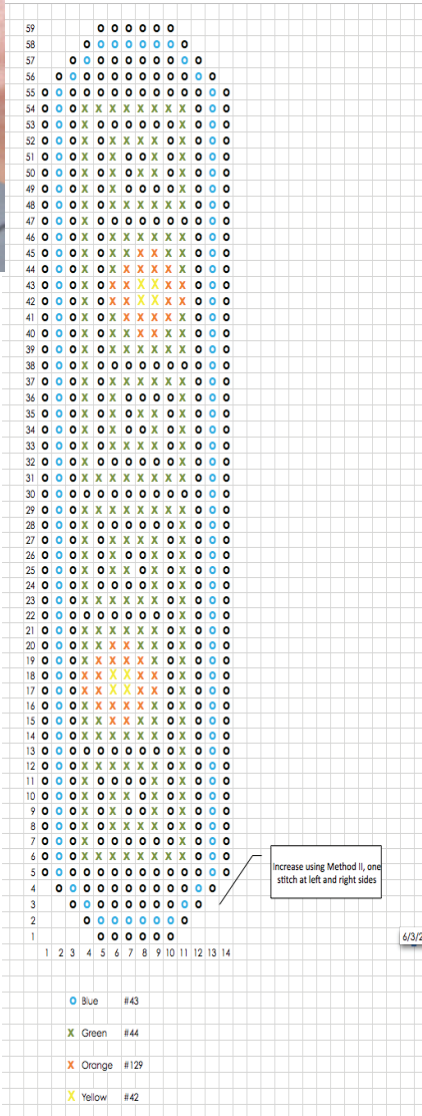 59 O O O O O O
58 O O O O O O O O
57 O O O O O O O O O O
56 O O O O O O O O O O O O
55 O O O O O O O O O O O O O O
54 O O O X X X X X X X X O O O
53 O O O X O O O O O O X O O O
52 O O O X O X X X X O X O O O
51 O O O X O X O O X O X O O O
50 O O O X O X O X X O X O O O
49 O O O X O X O O O O X O O O
48 O O O X O X X X X X X O O O
47 O O O X O O O O O O O O O O
46 O O O X O X X X X X X O O O
45 O O O X O X X X X X X O O O
44 O O O X O X X X X X X O O O
43 O O O X O X X X X X X O O O
42 O O O X O X X X X X X O O O
41 O O O X O X X X X X X O O O
40 O O O X O X X X X X X O O O
39 O O O X O X X X X X X O O O
38 O O O X O O O O O O O O O O
37 O O O X O X X X X X X O O O
36 O O O X O X O O O O X O O O
35 O O O X O X O X X O X O O O
34 O O O X O X O O X O X O O O
33 O O O X O X X X X O X O O O
32 O O O X O O O O O O X O O O
31 O O O X X X X X X X X O O O
30 O O O O O O O O O O O O O O
29 O O O X X X X X X X X O O O
28 O O O X O O O O O O X O O O
27 O O O X O X X X X O X O O O
26 O O O X O X O O X O X O O O
25 O O O X O X X O X O X O O O
24 O O O X O O O O X O X O O O
23 O O O X X X X X X O X O O O
22 O O O O O O O O O O X O O O
21 O O O X X X X X X O X O O O
20 O O O X X X X X X O X O O O
19 O O O X X X X X X O X O O O
18 O O O X X X X X X O X O O O
17 O O O X X X X X X O X O O O
16 O O O X X X X X X O X O O O
15 O O O X X X X X X O X O O O
14 O O O X X X X X X O X O O O
13 O O O O O O O O O O X O O O
12 O O O X X X X X X O X O O O
11 O O O X O O O O X O X O O O
10 O O O X O X X O X O X O O O
9 O O O X O X O O X O X O O O
8 O O O X O X X X X O X O O O
7 O O O X O O O O O O X O O O
6 O O O X X X X X X X X O O O
5 O O O O O O O O O O O O O O
Increase using Method II, one
stitch at left and right sides
4 O O O O O O O O O O O O
3 O O O O O O O O O O
2 O O O O O O O O
1 O O O O O O
6/3/2
1 2 3 4 5 6 7 8 9 10 11 12 13 14
O Blue #43
X Green #44
X Orange #129
X Yellow #42